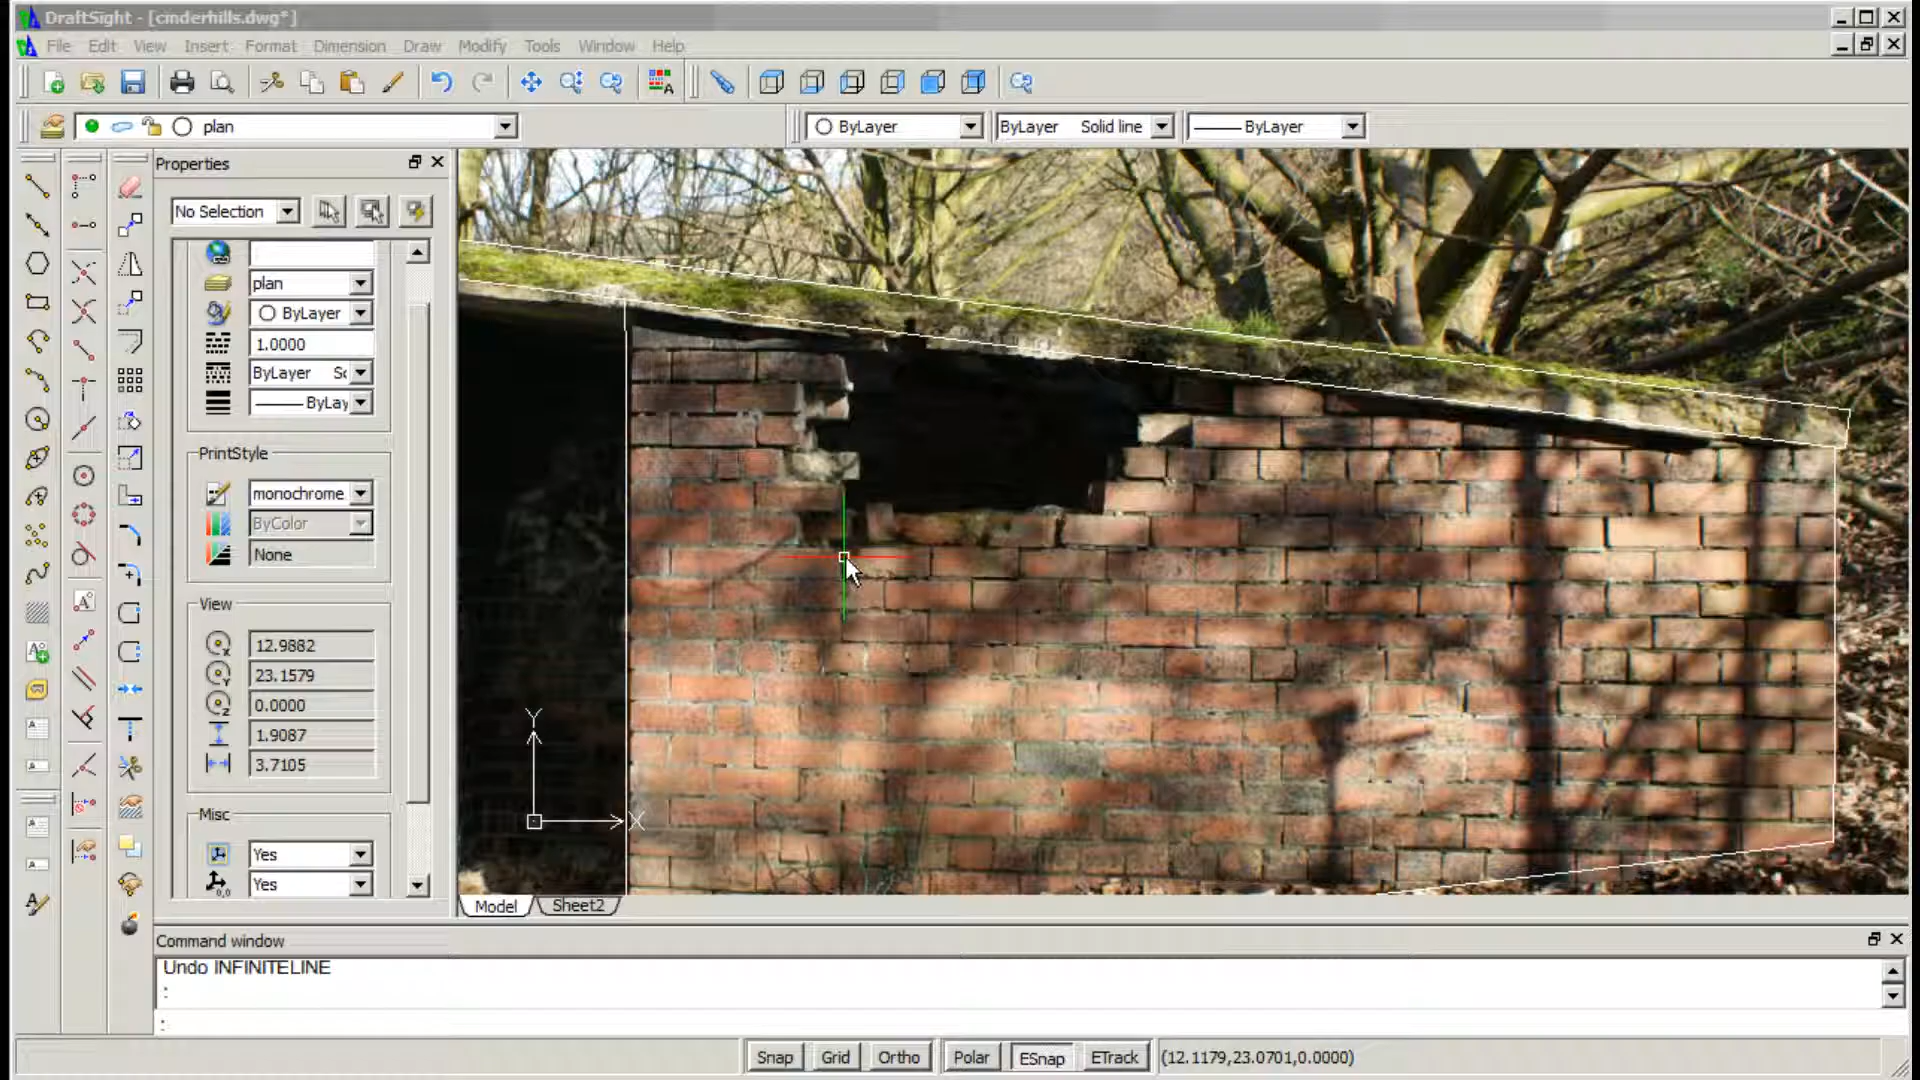 DraftSight - [cinderhills.dwg*]
File Edit View Insert Format Dimension Draw Modify Tools Window Help
plan
ByLayer
ByLayer Solid line
ByLayer
Properties
No Selection
plan
ByLayer
1.0000
ByLayer
ByLay
PrintStyle
monochrome
ByColor
None
View
12.9882
23.1579
0.0000
1.9087
3.7105
Misc
Yes
Yes
Y
X
Model Sheet2
Command window
Undo INFINITELINE
:
:
Snap Grid Ortho Polar ESnap ETrack (12.1179,23.0701,0.0000)